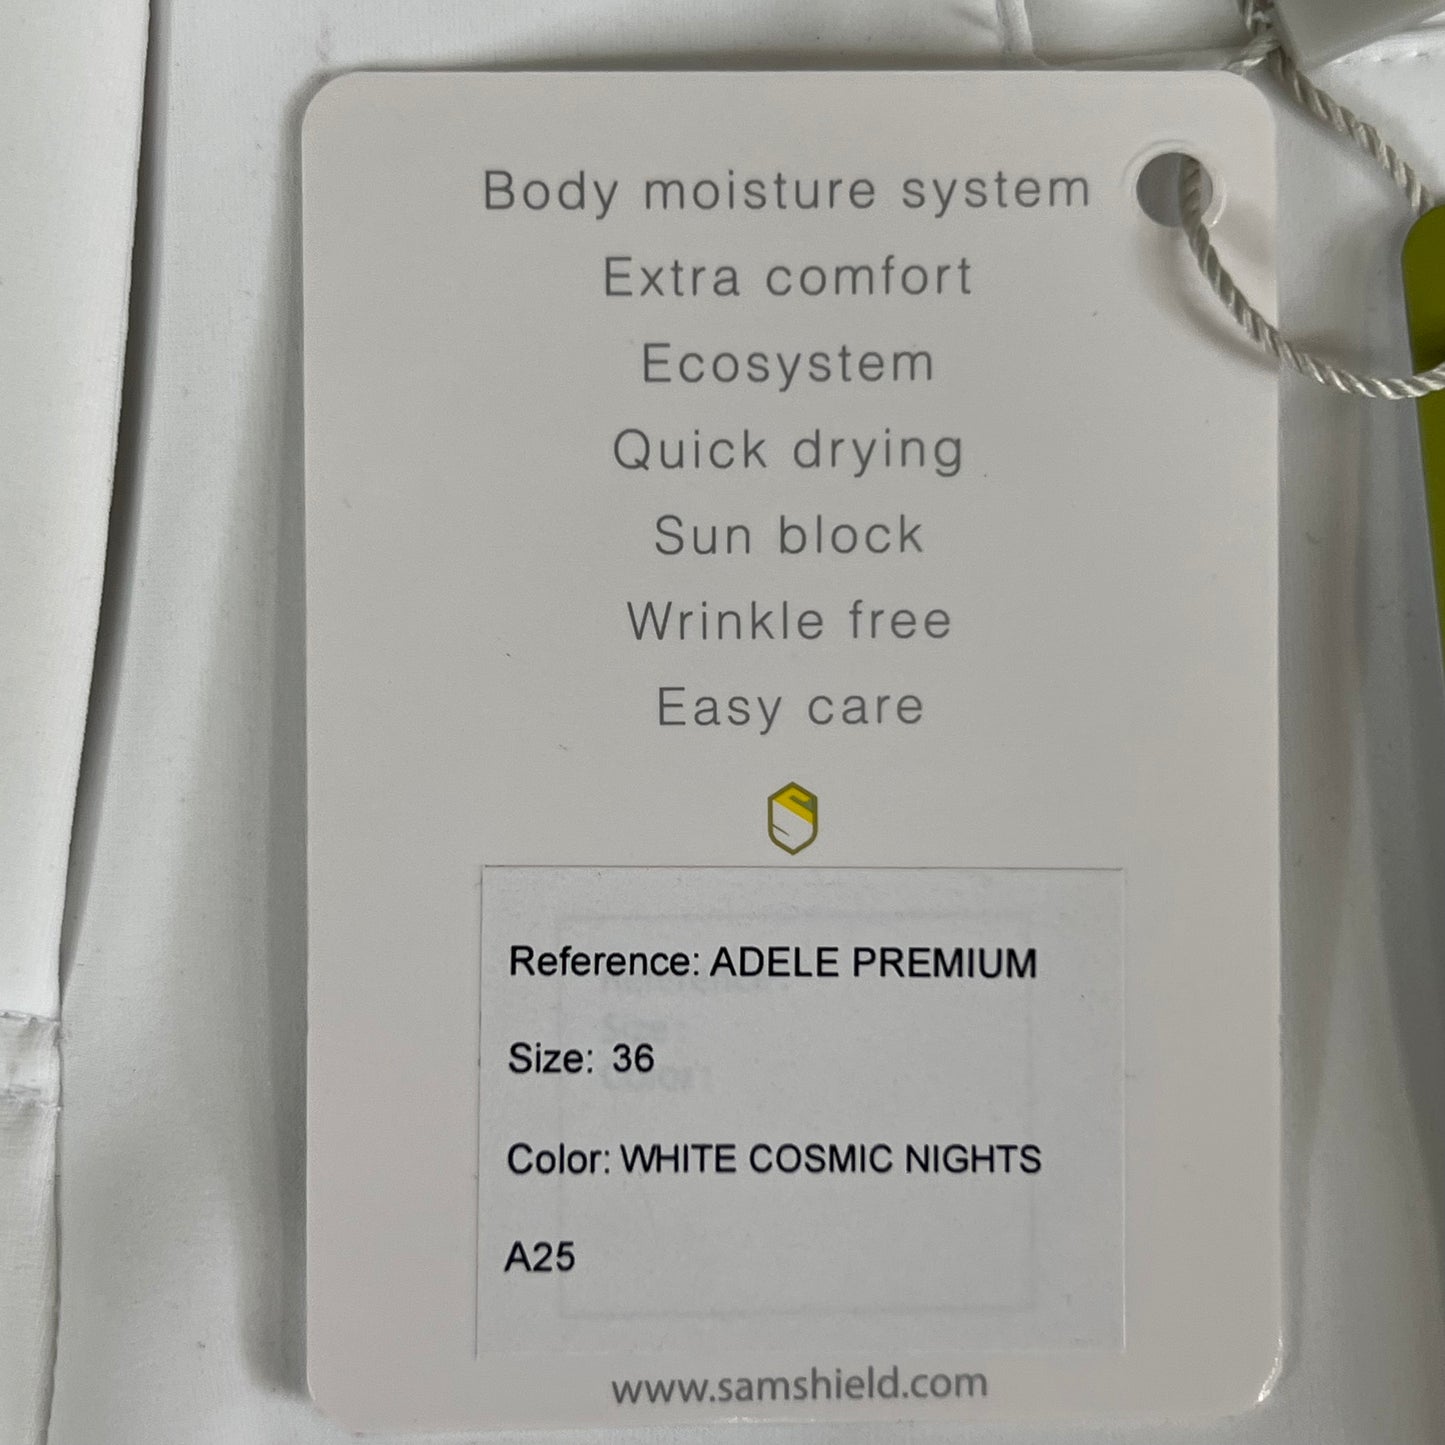 Body moisture system
Extra comfort
Ecosystem
Quick drying
Sun block
Wrinkle free
Easy care
Reference: ADELE PREMIUM
Size: 36
Color: WHITE COSMIC NIGHTS
A25
www.samshield.com